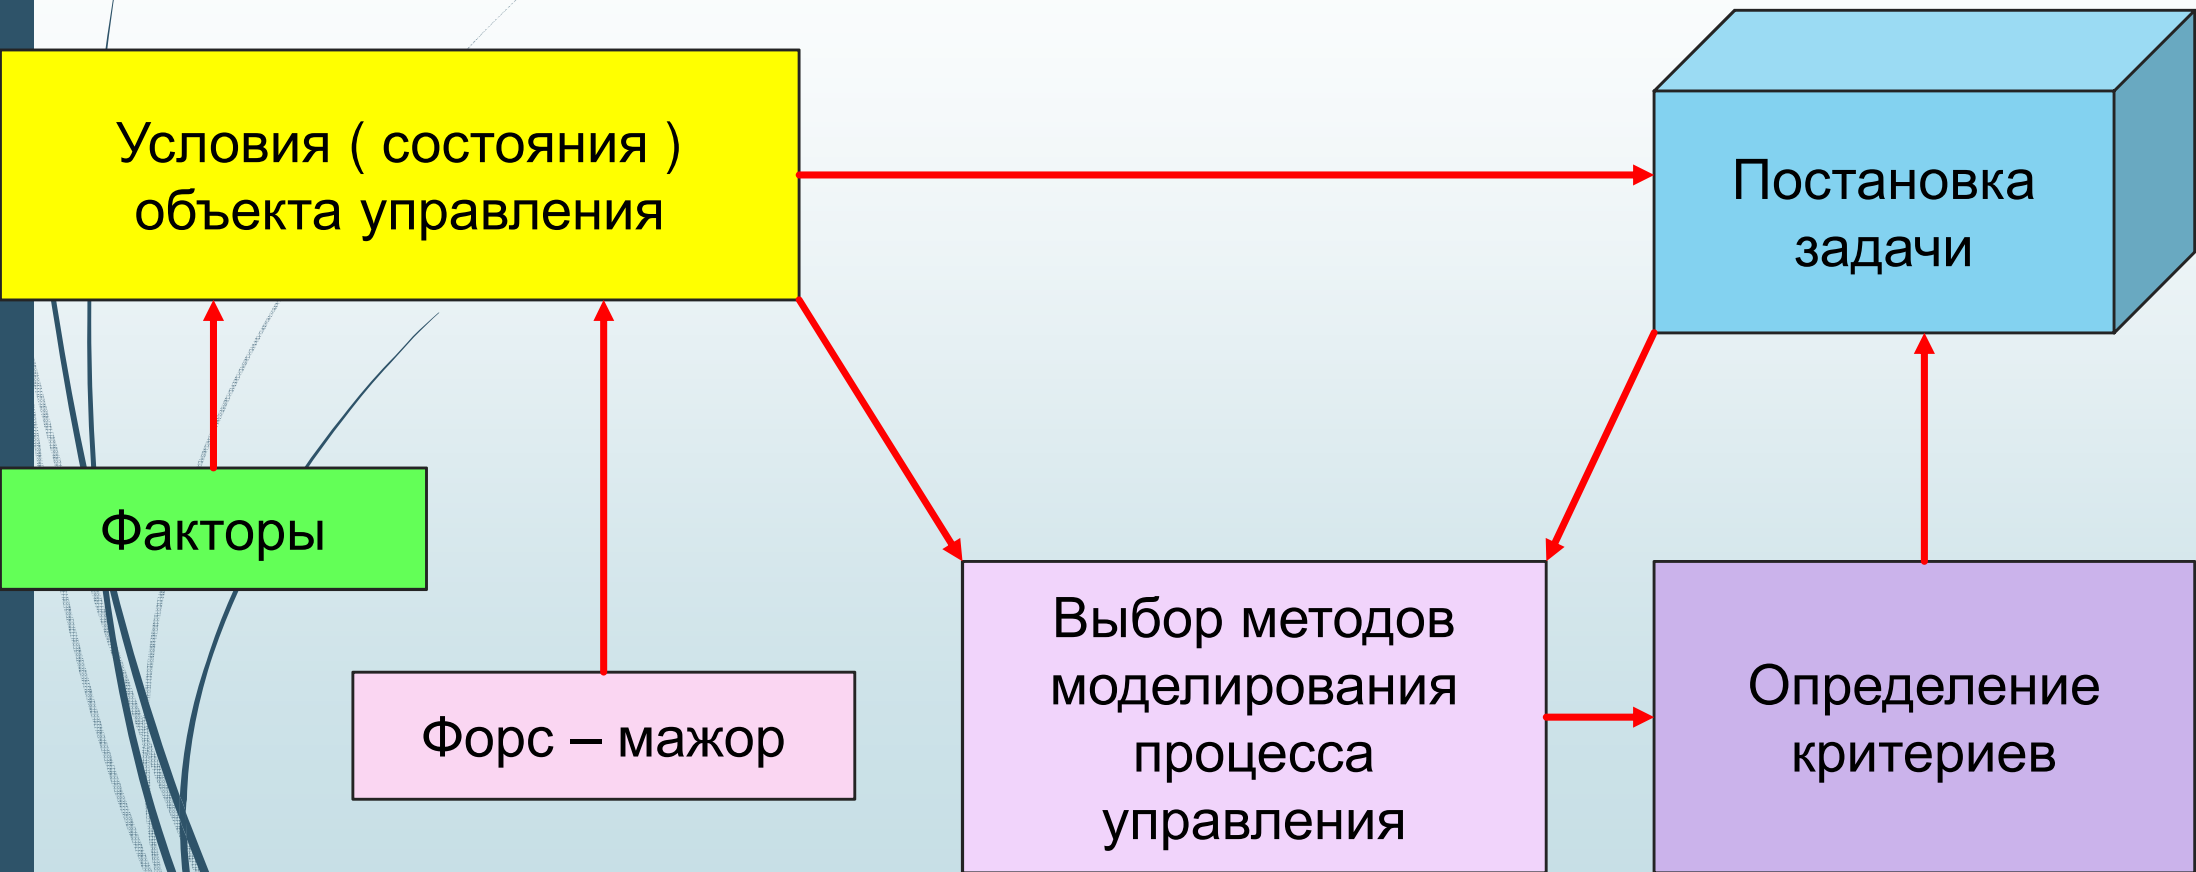 Условия ( состояния )
объекта управления
Постановка
задачи
Факторы
Форс – мажор
Выбор методов
моделирования
процесса
управления
Определение
критериев